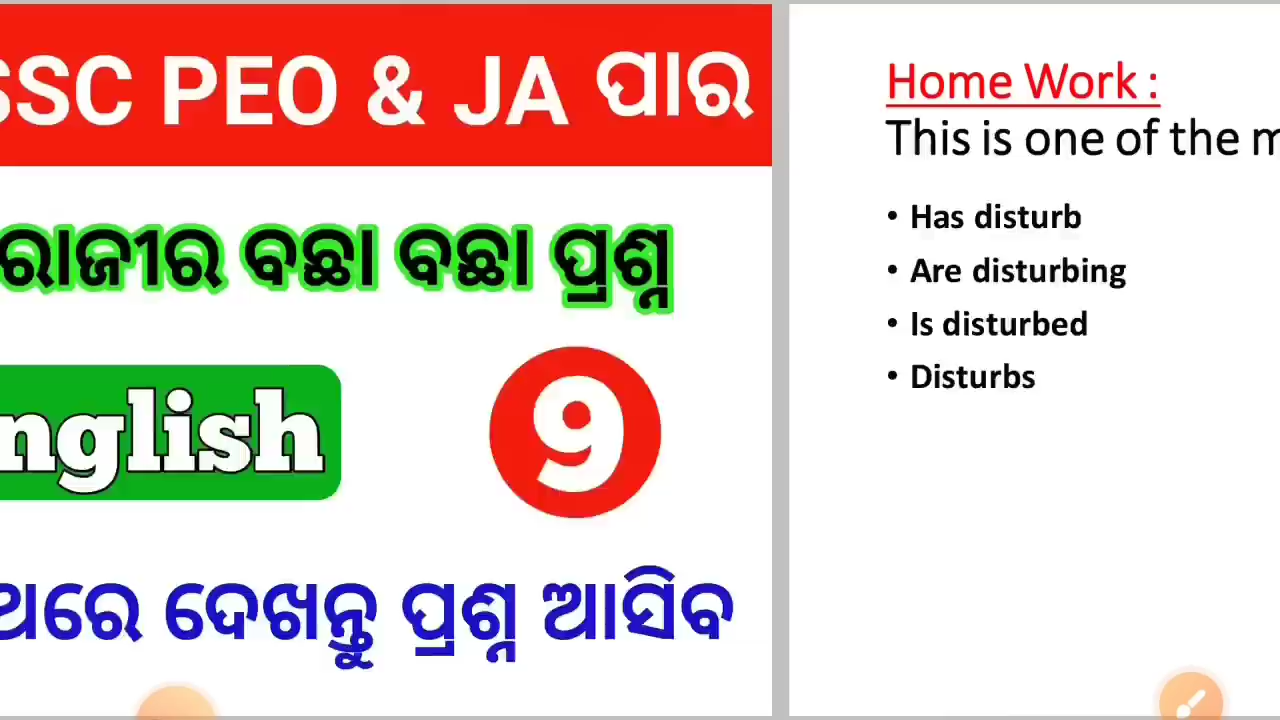 SSC PEO & JA ପାର
ରାଜୀର ବଛା ବଛା ପ୍ରଶ୍ନ
nglish
9
ଥରେ ଦେଖନ୍ତୁ ପ୍ରଶ୍ନ ଆସିବ
Home Work :
This is one of the m
• Has disturb
• Are disturbing
• Is disturbed
• Disturbs